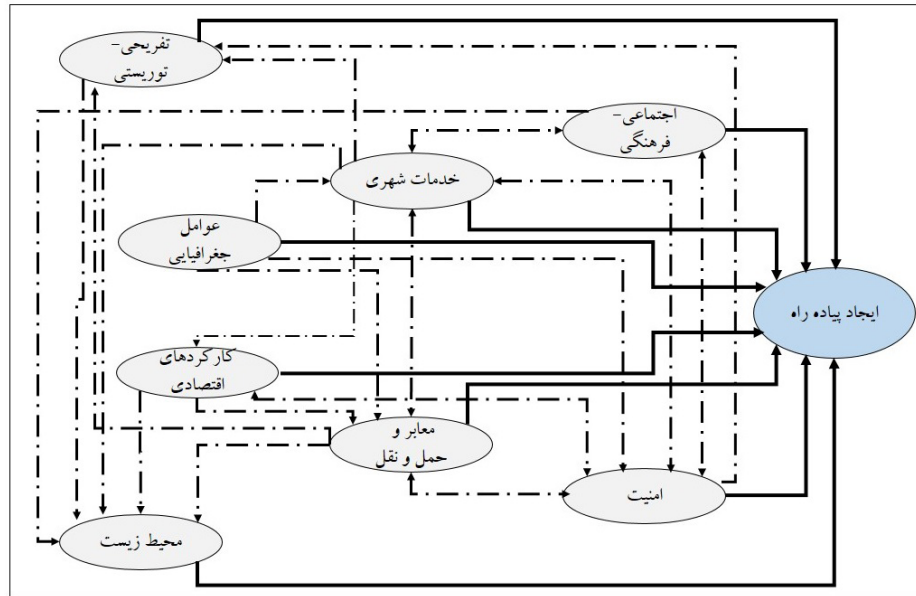 تفریحی-
توریستی
اجتماعی-
فرهنگی
خدمات شهری
عوامل
جغرافیایی
ایجاد پیاده راه
کارکردهای
اقتصادی
معابر و
حمل و نقل
امنیت
محیط زیست